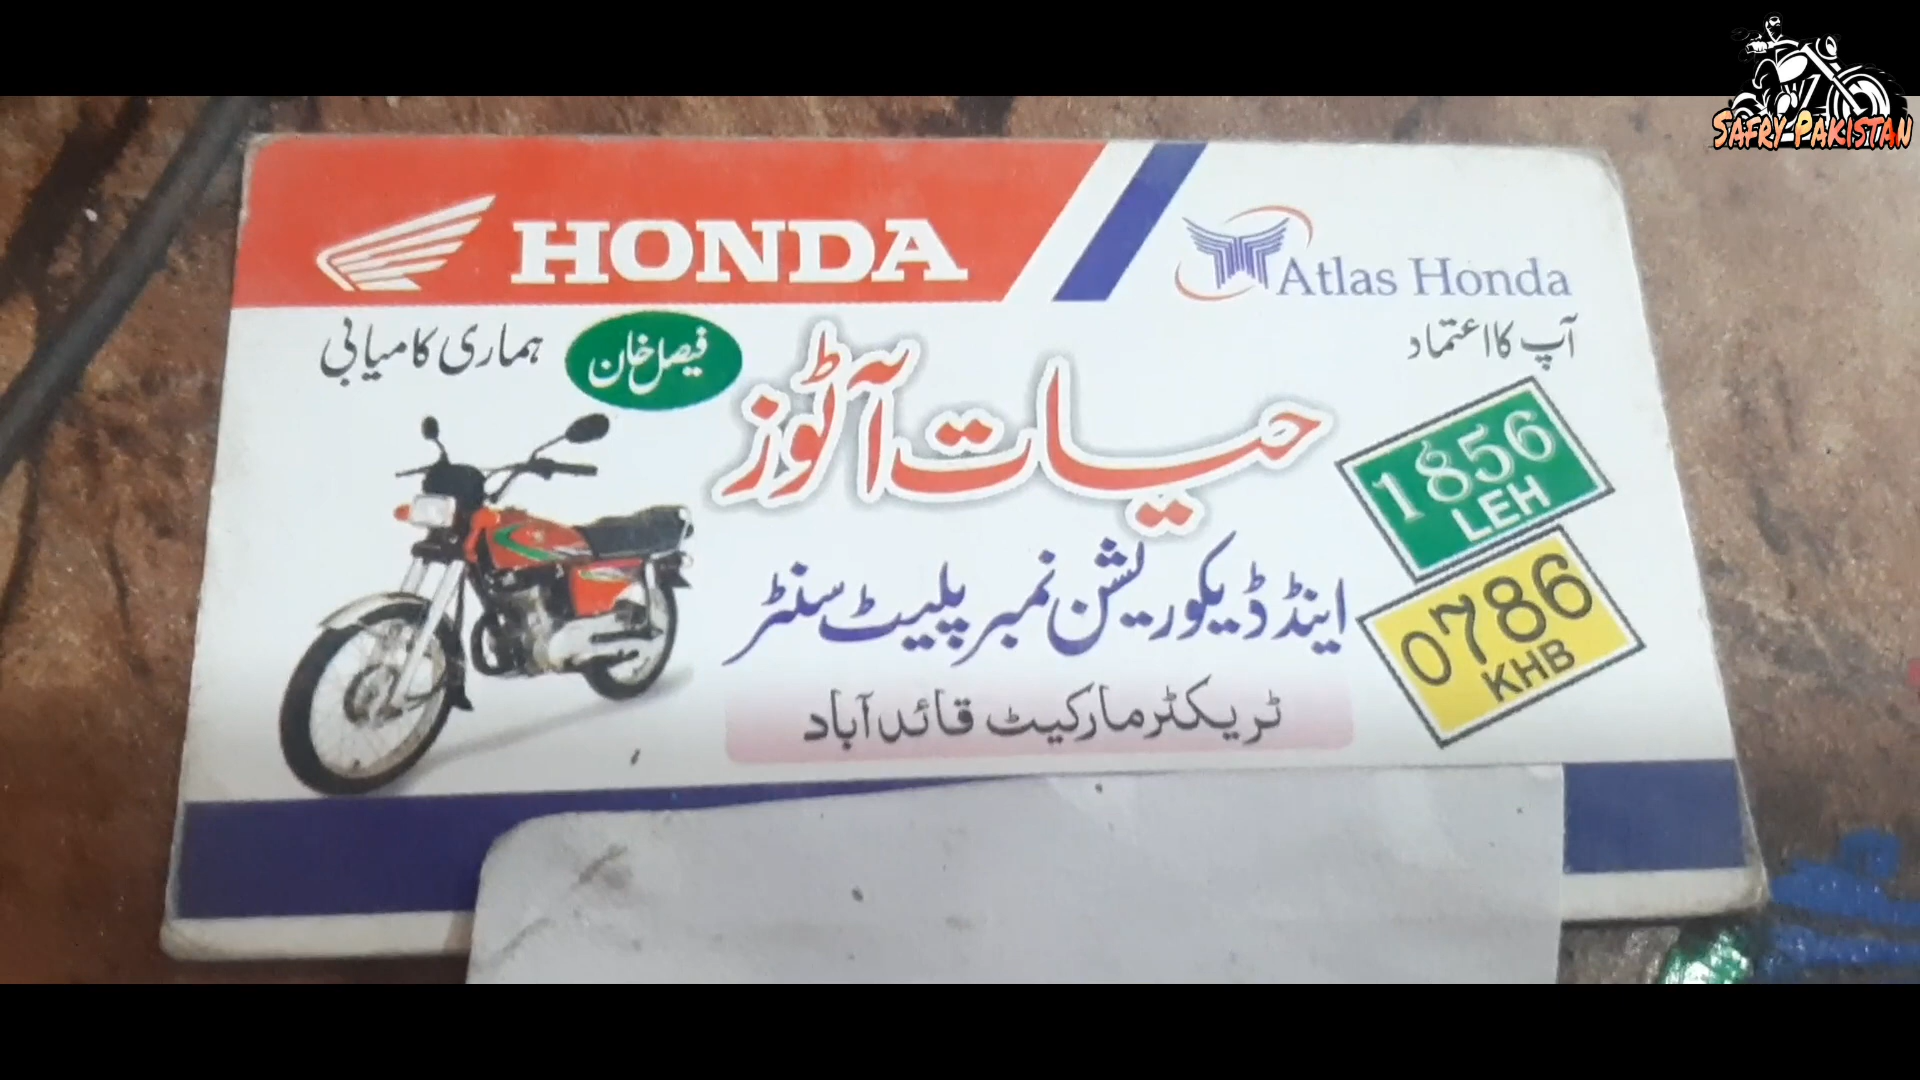 Safry Pakistan
HONDA
Atlas Honda
آپ کا اعتماد
ہماری کامیابی
فیصل خان
حیات آٹوز
1856
LEH
اینڈ ڈیکوریشن نمبر پلیٹ سنٹر
0786
KHB
ٹریکٹر مارکیٹ قائد آباد